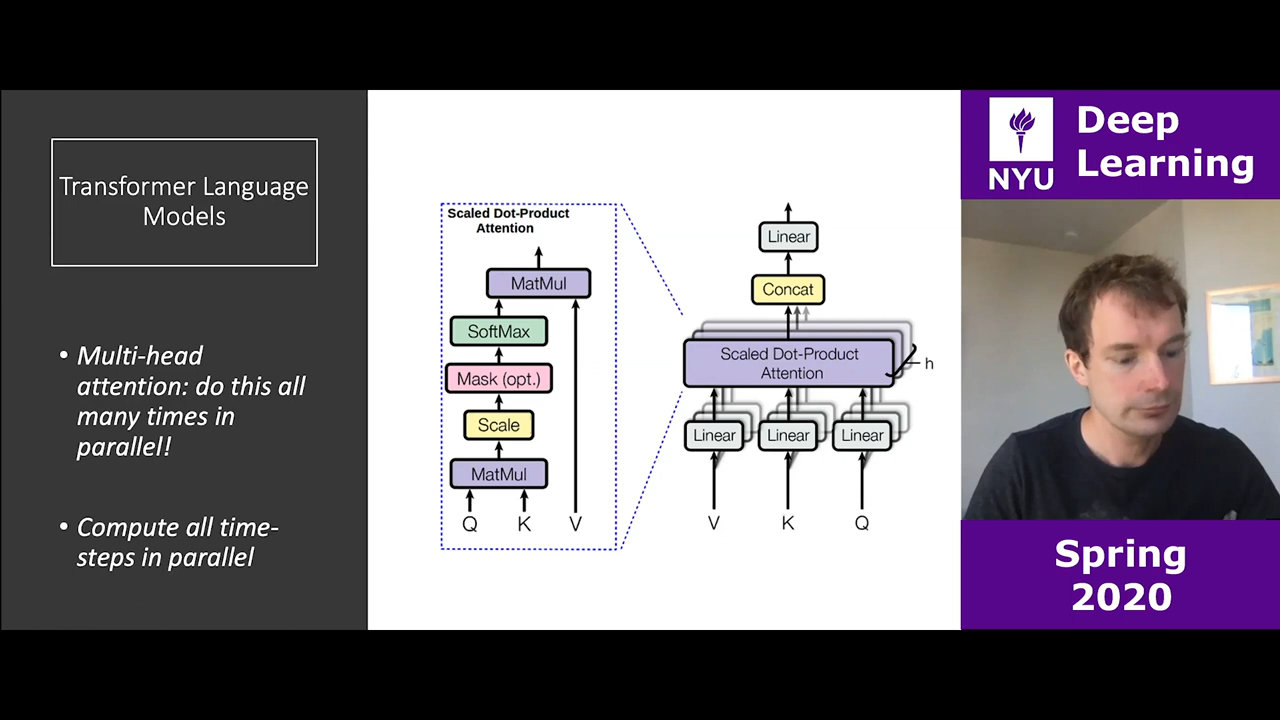 Transformer Language
Models
• Multi-head
attention: do this all
many times in
parallel!
• Compute all time-
steps in parallel
Scaled Dot-Product
Attention
MatMul
SoftMax
Mask (opt.)
Scale
MatMul
Q K V
Linear
Concat
Scaled Dot-Product
Attention
h
Linear Linear Linear
V K Q
NYU
Deep
Learning
Spring
2020